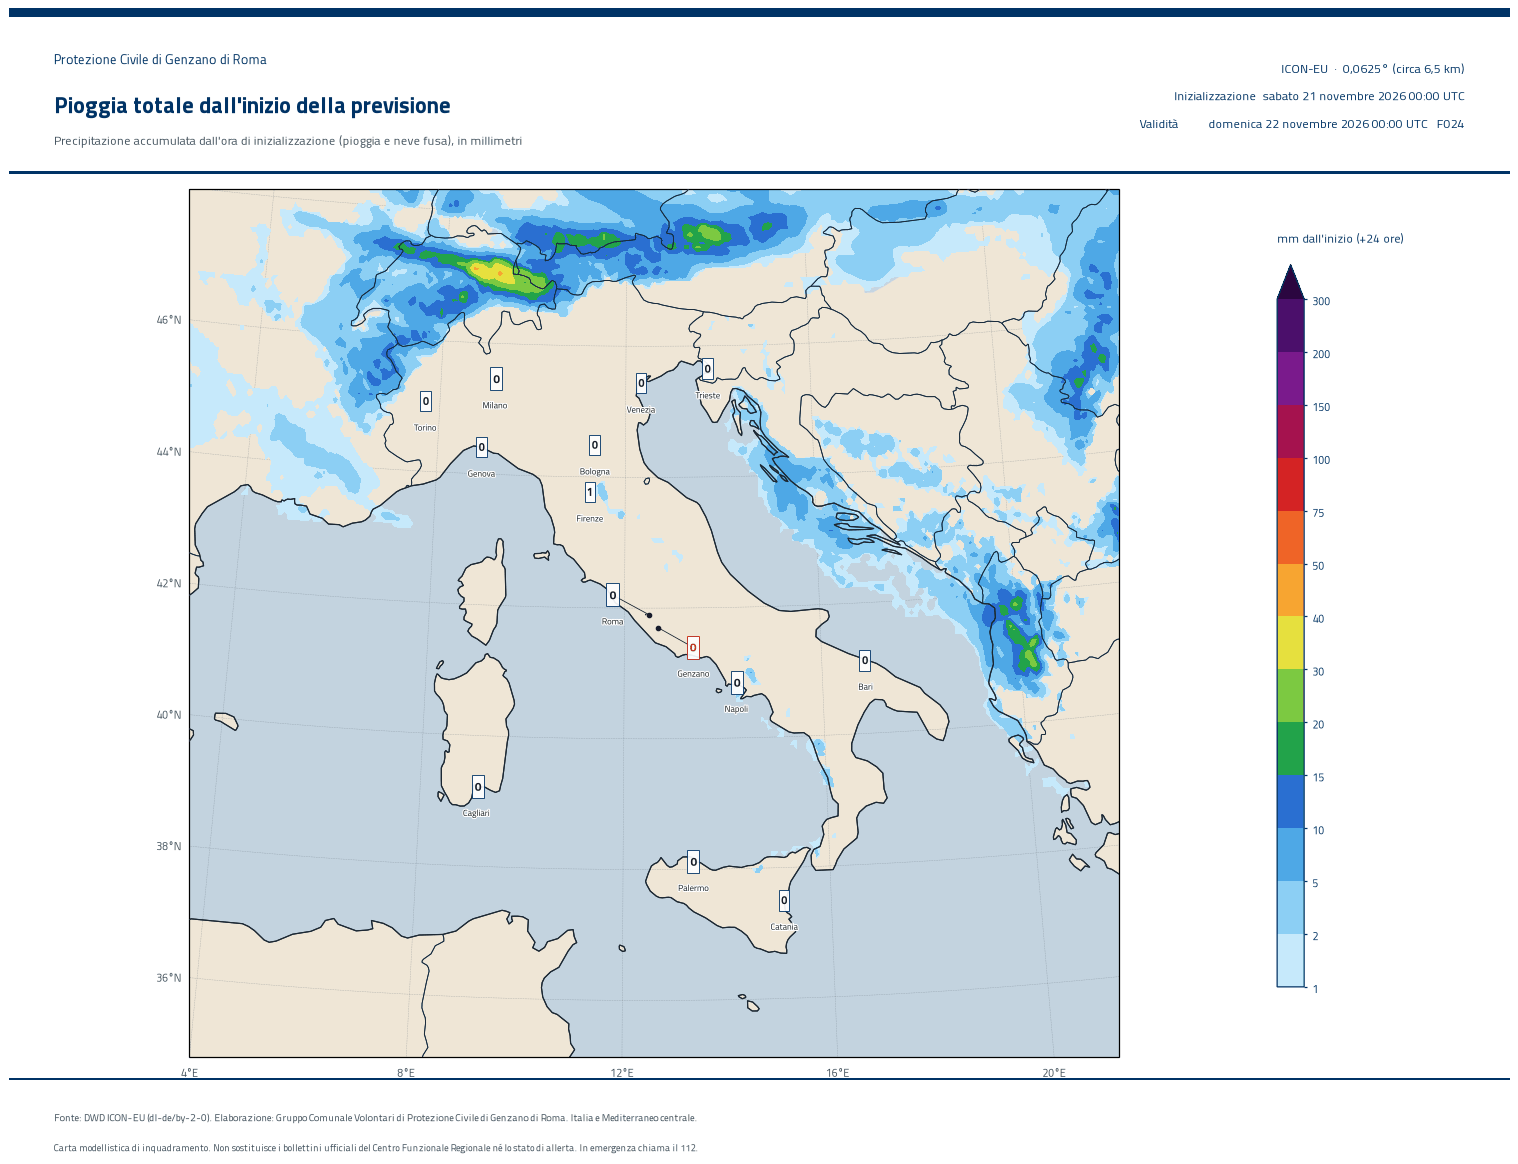 Protezione Civile di Genzano di Roma
Pioggia totale dall'inizio della previsione
Precipitazione accumulata dall'ora di inizializzazione (pioggia e neve fusa), in millimetri
ICON-EU · 0,0625° (circa 6,5 km)
Inizializzazione sabato 21 novembre 2026 00:00 UTC
Validità domenica 22 novembre 2026 00:00 UTC F024
mm dall'inizio (+24 ore)
300
200
150
100
75
50
40
30
20
15
10
5
2
1
46°N
44°N
42°N
40°N
38°N
36°N
4°E
8°E
12°E
16°E
20°E
0
Milano
0
Torino
0
Venezia
0
Trieste
0
Genova
0
Bologna
1
Firenze
0
Roma
0
Genzano
0
Napoli
0
Bari
0
Cagliari
0
Palermo
0
Catania
Fonte: DWD ICON-EU (dl-de/by-2-0). Elaborazione: Gruppo Comunale Volontari di Protezione Civile di Genzano di Roma. Italia e Mediterraneo centrale.
Carta modellistica di inquadramento. Non sostituisce i bollettini ufficiali del Centro Funzionale Regionale né lo stato di allerta. In emergenza chiama il 112.